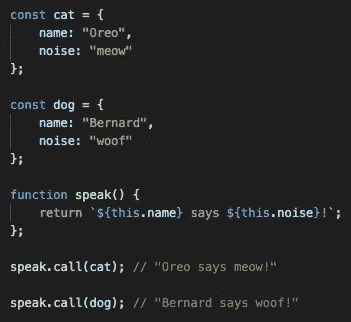 const cat = {
    name: "Oreo",
    noise: "meow"
};

const dog = {
    name: "Bernard",
    noise: "woof"
};

function speak() {
    return `${this.name} says ${this.noise}!`;
};

speak.call(cat); // "Oreo says meow!"

speak.call(dog); // "Bernard says woof!"